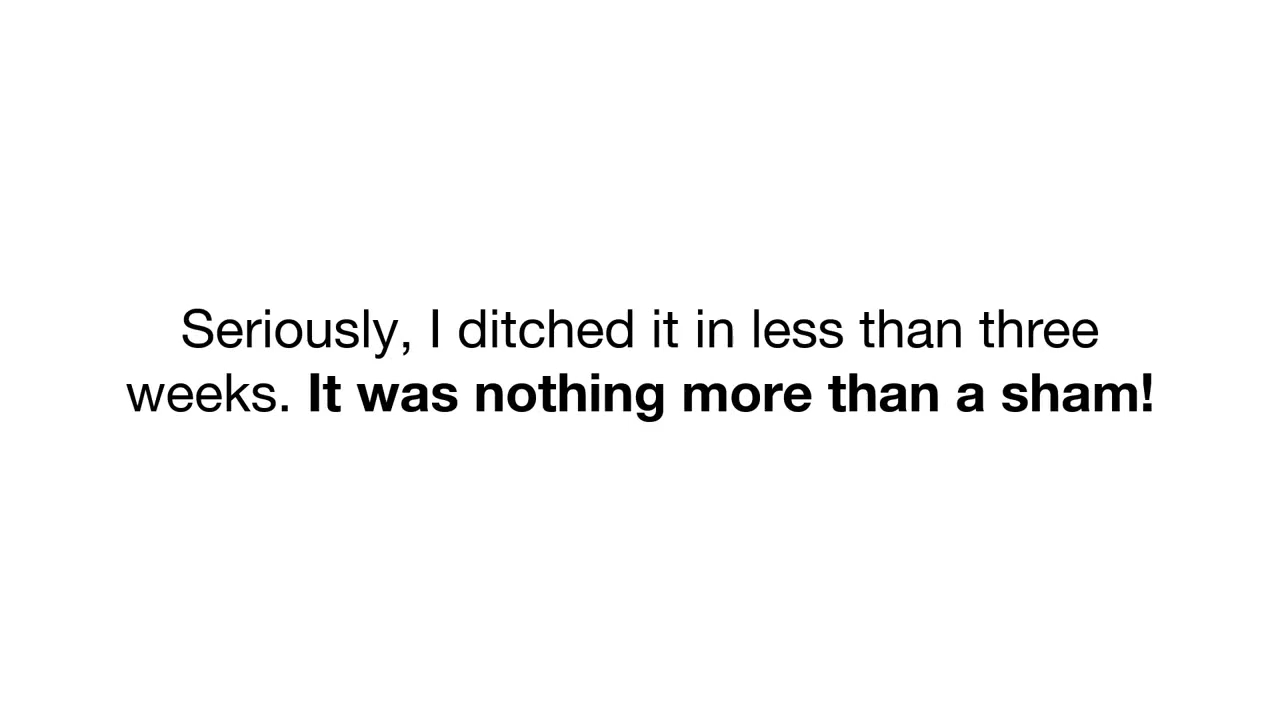 Seriously, I ditched it in less than three
weeks. It was nothing more than a sham!